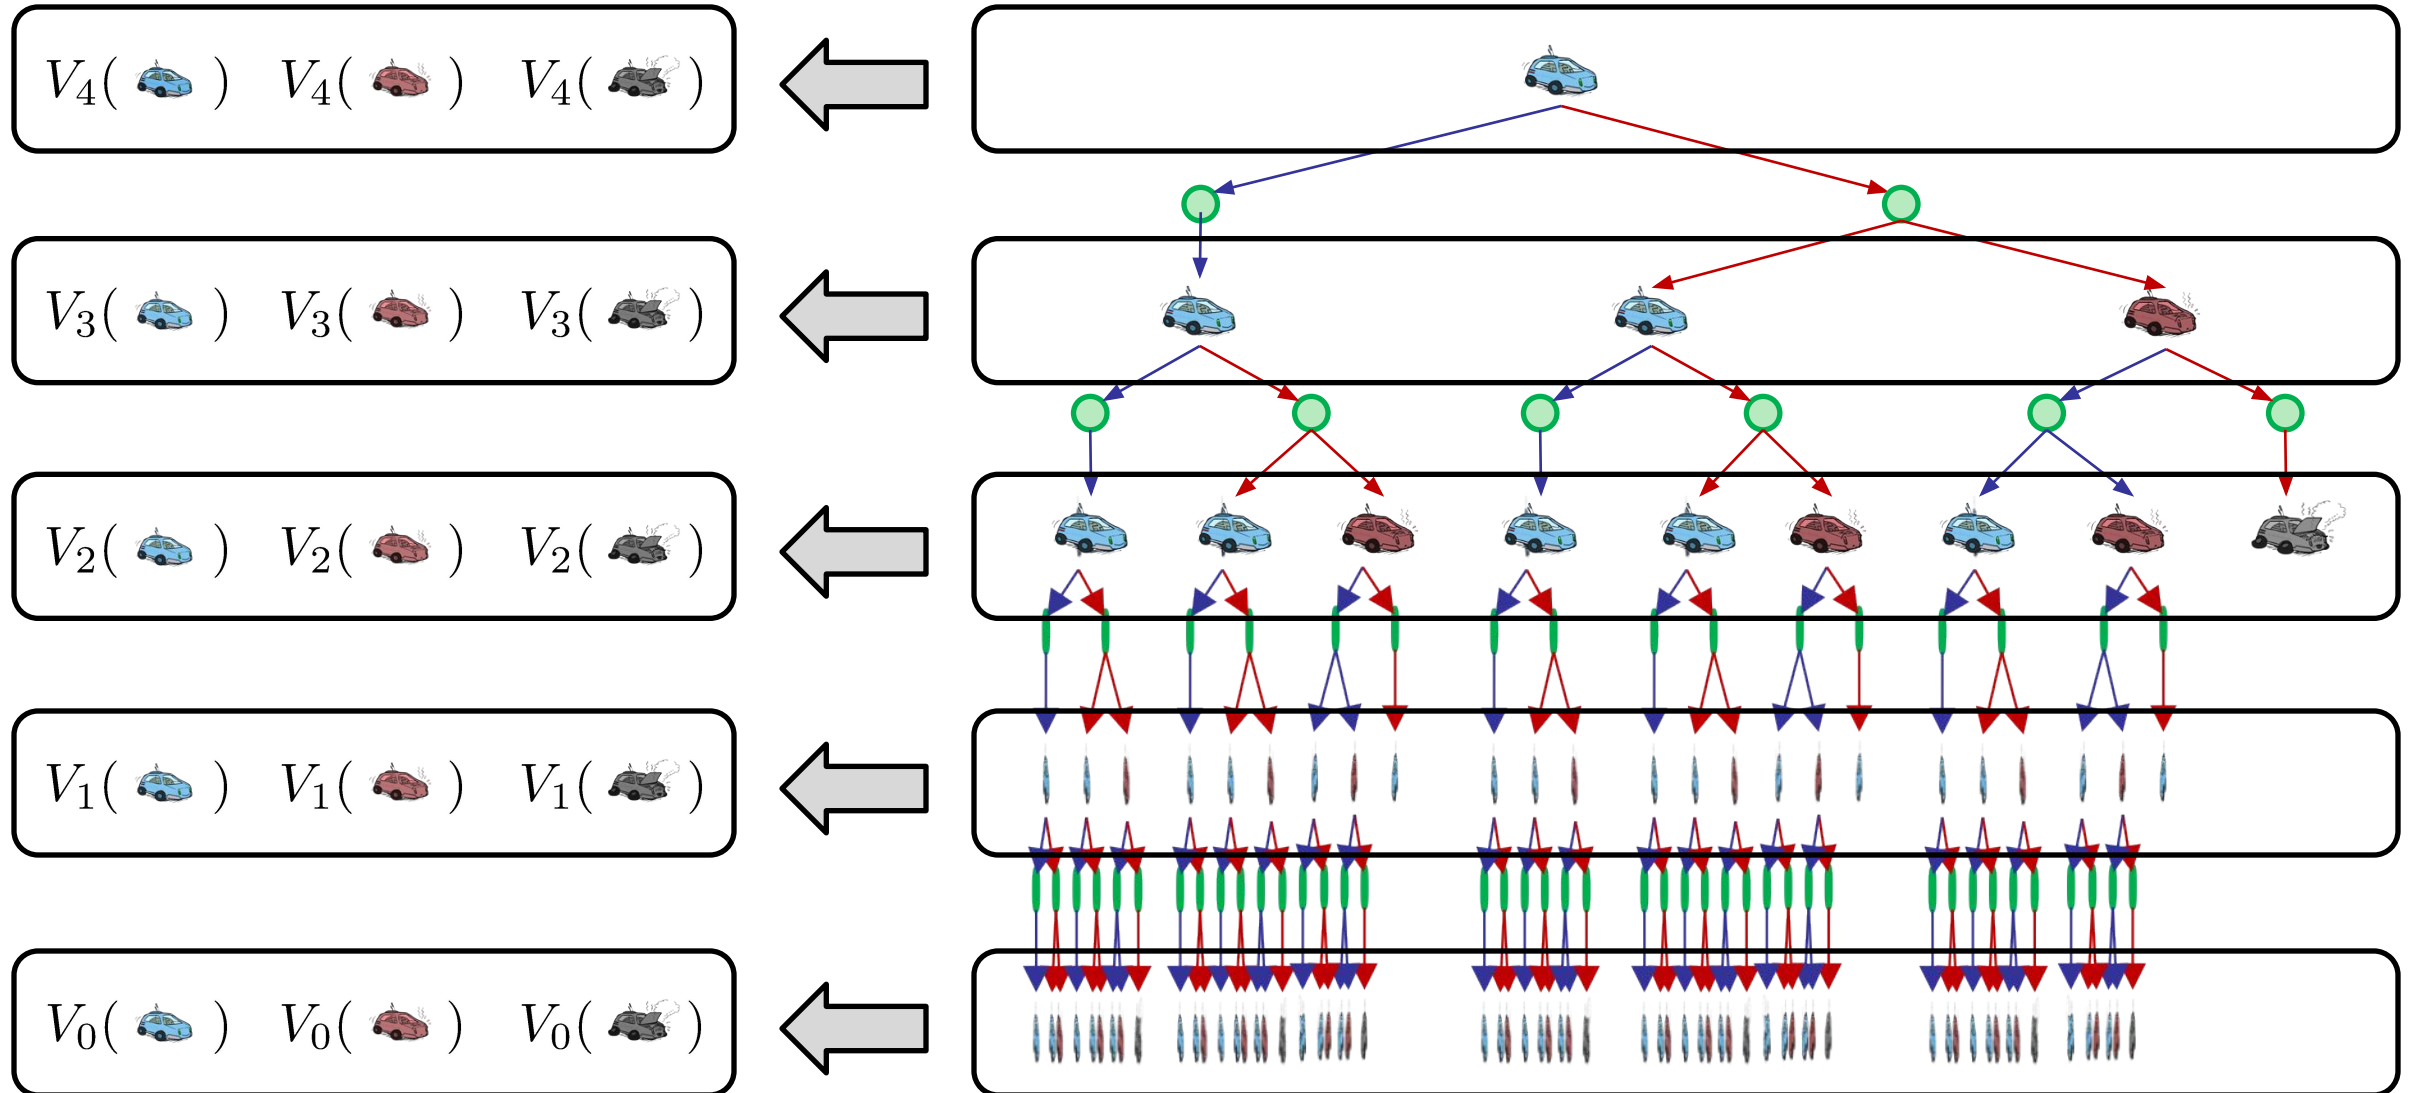 V₄( ) V₄( ) V₄( )
V₃( ) V₃( ) V₃( )
V₂( ) V₂( ) V₂( )
V₁( ) V₁( ) V₁( )
V₀( ) V₀( ) V₀( )